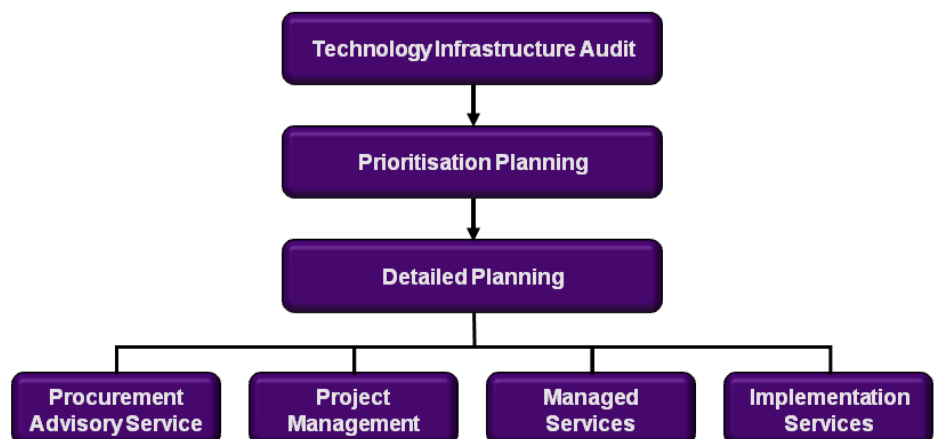 Technology Infrastructure Audit
Prioritisation Planning
Detailed Planning
Procurement
Advisory Service
Project
Management
Managed
Services
Implementation
Services